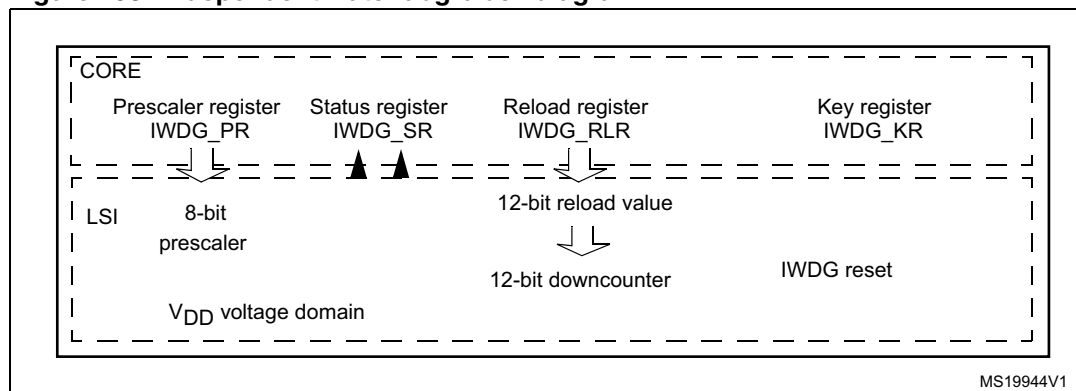 CORE
Prescaler register
IWDG_PR
Status register
IWDG_SR
Reload register
IWDG_RLR
Key register
IWDG_KR
LSI
8-bit
prescaler
12-bit reload value
12-bit downcounter
IWDG reset
VDD voltage domain
MS19944V1